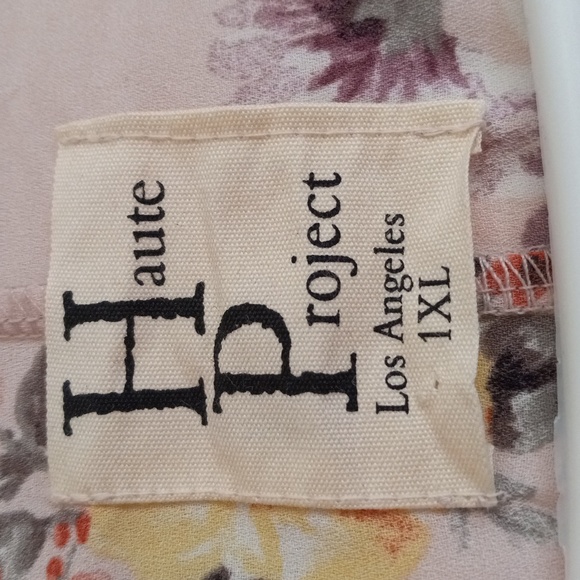 Haute
Project
Los Angeles
1XL